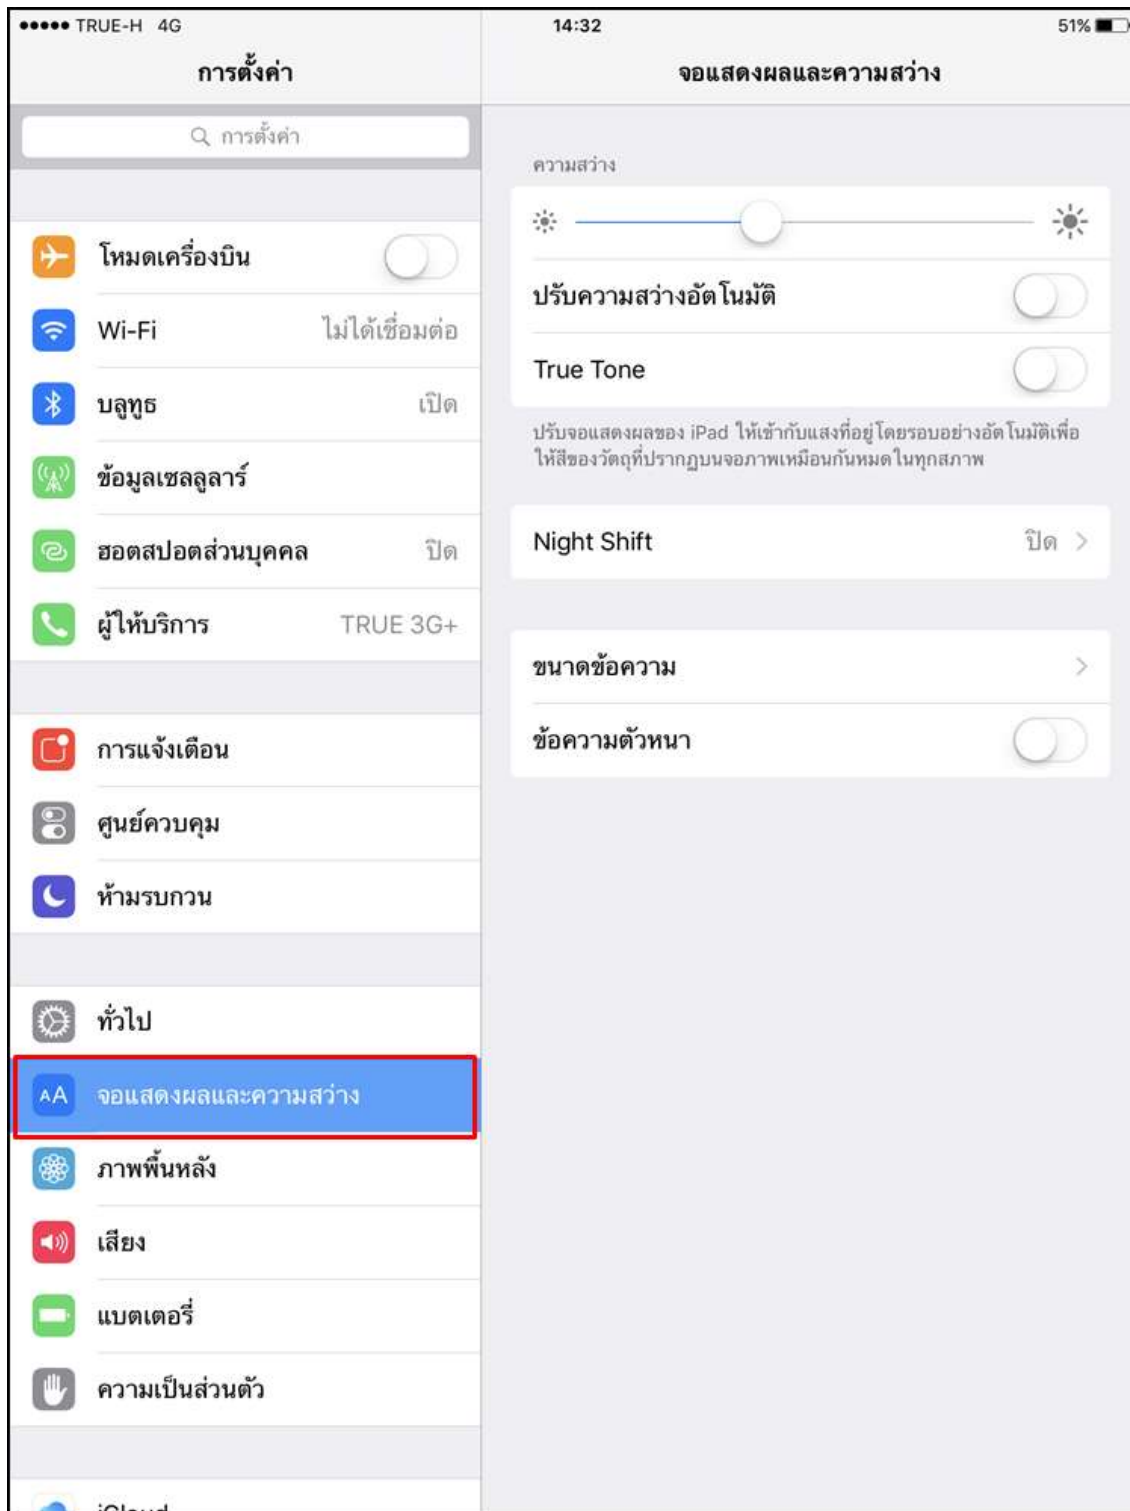 TRUE-H 4G
14:32
51%
การตั้งค่า
การตั้งค่า
โหมดเครื่องบิน
Wi-Fi ไม่ได้เชื่อมต่อ
บลูทูธ เปิด
ข้อมูลเซลลูลาร์
ฮอตสปอตส่วนบุคคล ปิด
ผู้ให้บริการ TRUE 3G+
การแจ้งเตือน
ศูนย์ควบคุม
ห้ามรบกวน
ทั่วไป
AA จอแสดงผลและความสว่าง
ภาพพื้นหลัง
เสียง
แบตเตอรี่
ความเป็นส่วนตัว
iCloud
จอแสดงผลและความสว่าง
ความสว่าง
ปรับความสว่างอัตโนมัติ
True Tone
ปรับจอแสดงผลของ iPad ให้เข้ากับแสงที่อยู่โดยรอบอย่างอัตโนมัติเพื่อ
ให้สีของวัตถุที่ปรากฏบนจอภาพเหมือนกันหมดในทุกสภาพ
Night Shift ปิด
ขนาดข้อความ
ข้อความตัวหนา